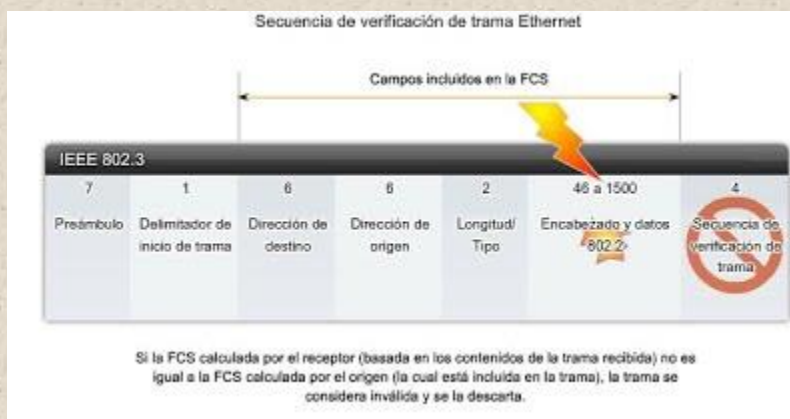 Secuencia de verificación de trama Ethernet
Campos incluidos en la FCS
IEEE 802.3
7 1 6 6 2 46 a 1500 4
Preámbulo Delimitador de Dirección de Dirección de Longitud/ Encabezado y datos Secuencia de
inicio de trama destino origen Tipo 802.2 verificación de
trama
Si la FCS calculada por el receptor (basada en los contenidos de la trama recibida) no es
igual a la FCS calculada por el origen (la cual está incluida en la trama), la trama se
considera inválida y se la descarta.